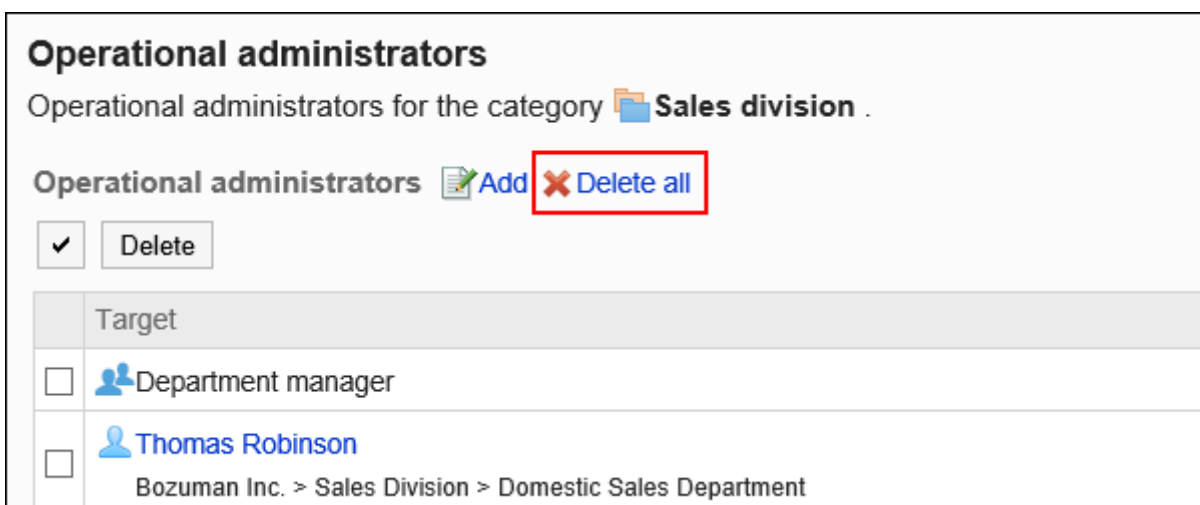 Operational administrators
Operational administrators for the category Sales division .
Operational administrators Add Delete all
Delete
Target
Department manager
Thomas Robinson
Bozuman Inc. > Sales Division > Domestic Sales Department